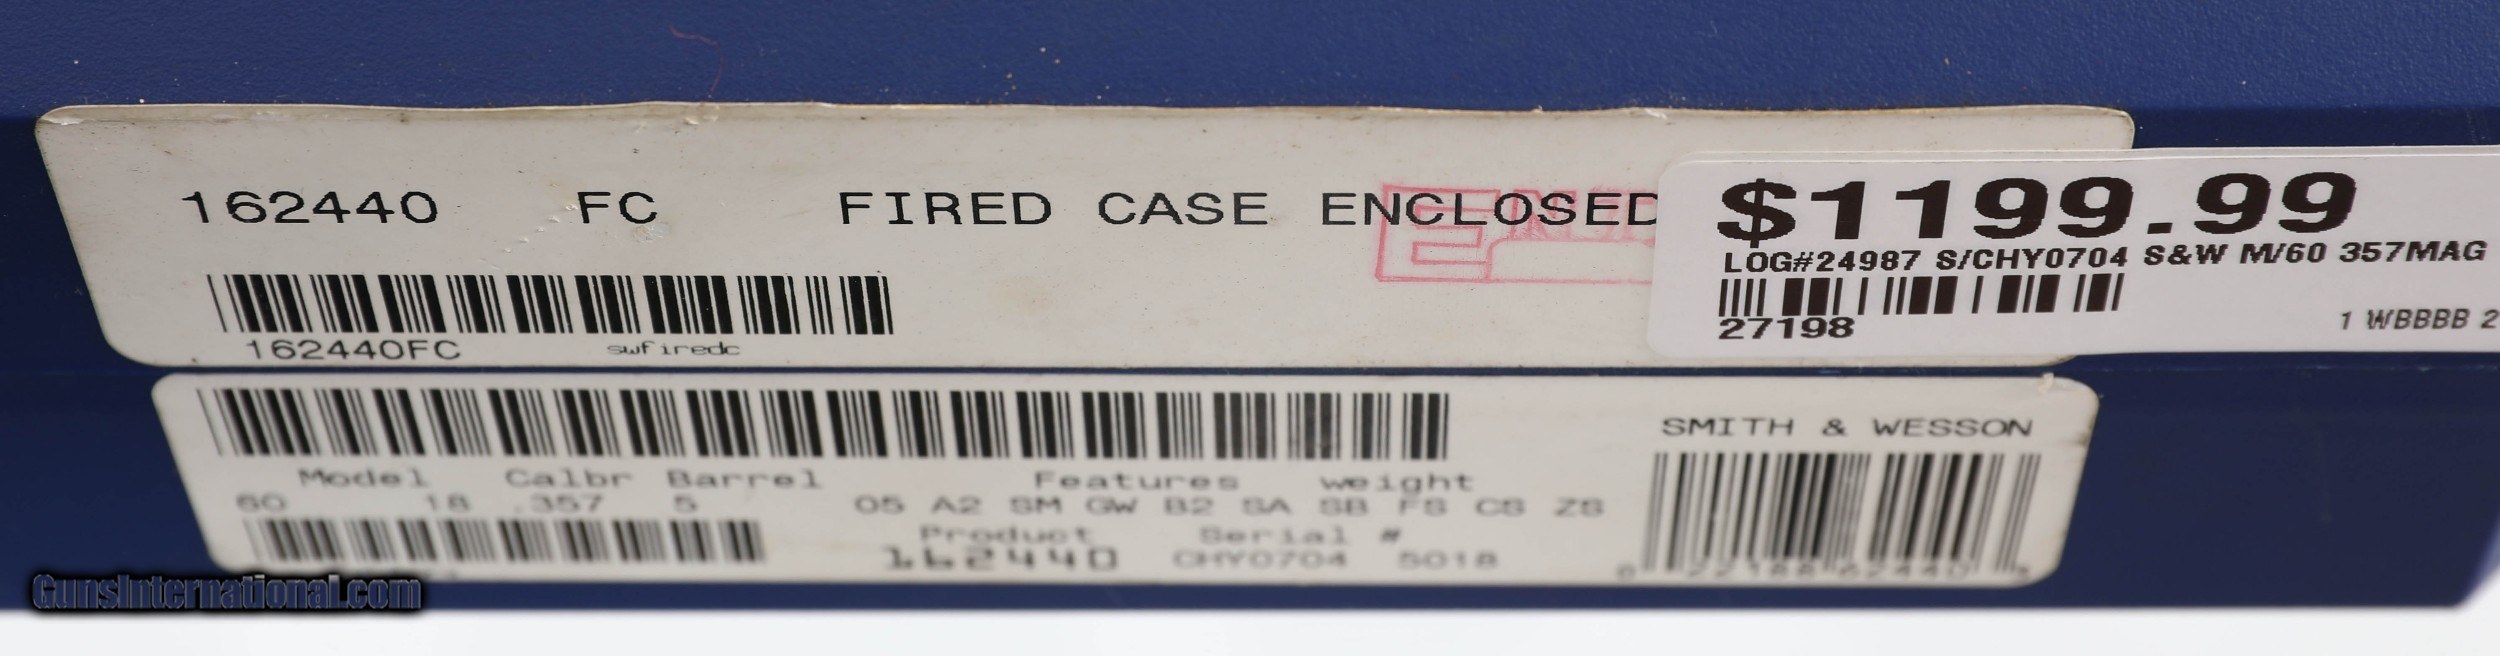 162440 FC FIRED CASE ENCLOSED
162440FC swfiredc
$1199.99
LOG#24987 S/CHY0704 S&W M/60 357MAG
27198
1 WBBBB 2
SMITH & WESSON
Model Calbr Barrel Features weight
60 18 .357 5 05 A2 SM GW B2 SA SB FS CS ZS
Product Serial #
162440 CHY0704 5018
GunsInternational.com